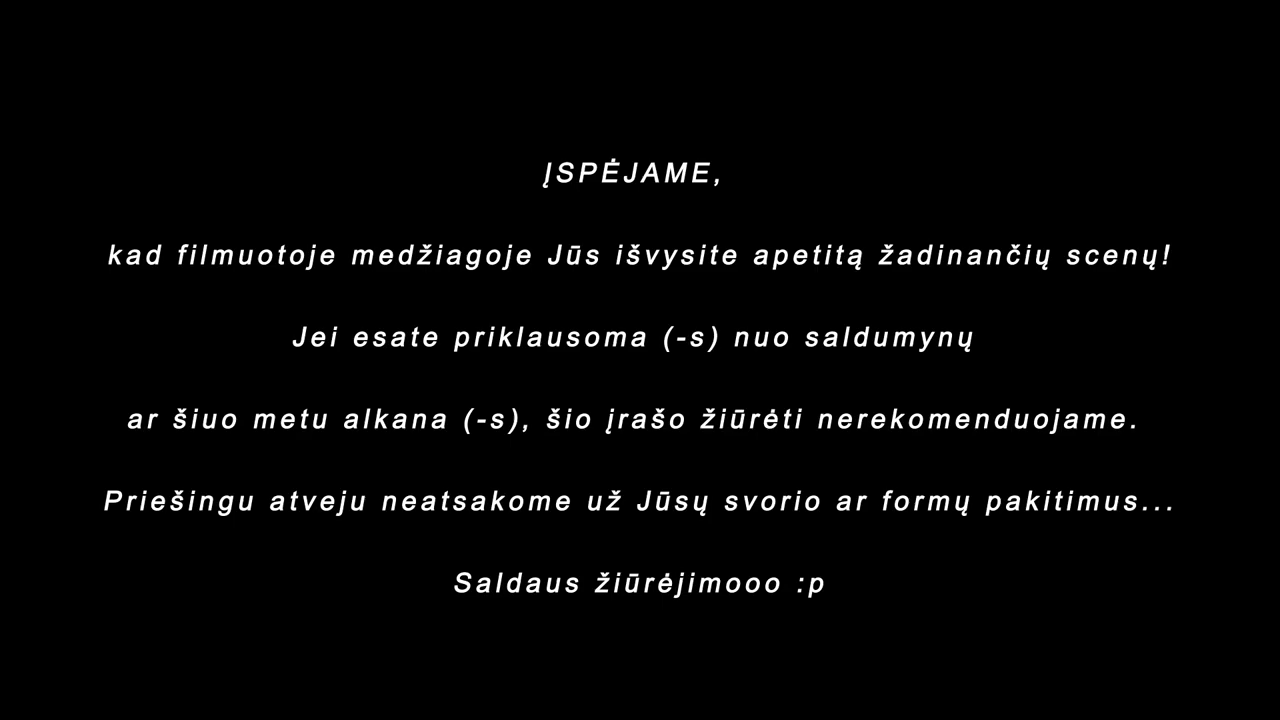 ĮSPĖJAME,
kad filmuotoje medžiagoje Jūs išvysite apetitą žadinančių scenų!
Jei esate priklausoma (-s) nuo saldumynų
ar šiuo metu alkana (-s), šio įrašo žiūrėti nerekomenduojame.
Priešingu atveju neatsakome už Jūsų svorio ar formų pakitimus...
Saldaus žiūrėjimooo :p